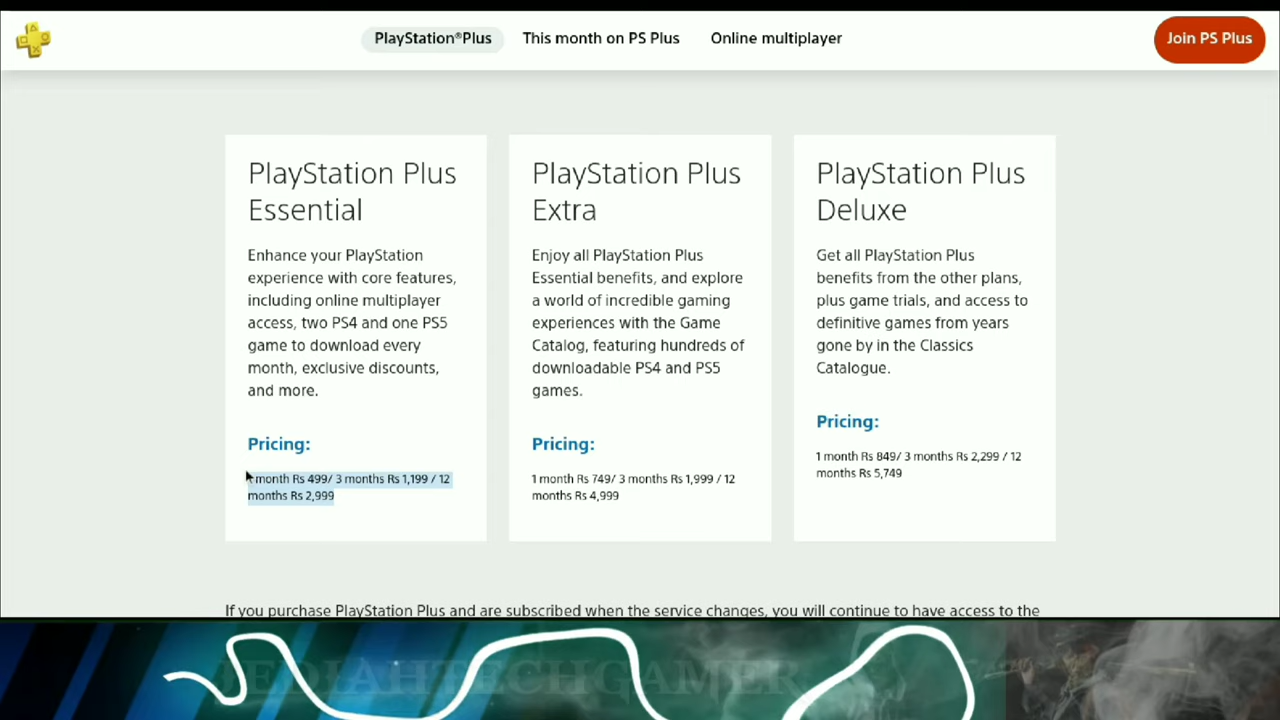 PlayStation®Plus
This month on PS Plus
Online multiplayer
Join PS Plus
PlayStation Plus
Essential
Enhance your PlayStation
experience with core features,
including online multiplayer
access, two PS4 and one PS5
game to download every
month, exclusive discounts,
and more.
Pricing:
month Rs 499/ 3 months Rs 1,199 / 12
months Rs 2,999
PlayStation Plus
Extra
Enjoy all PlayStation Plus
Essential benefits, and explore
a world of incredible gaming
experiences with the Game
Catalog, featuring hundreds of
downloadable PS4 and PS5
games.
Pricing:
1 month Rs 749/ 3 months Rs 1,999 / 12
months Rs 4,999
PlayStation Plus
Deluxe
Get all PlayStation Plus
benefits from the other plans,
plus game trials, and access to
definitive games from years
gone by in the Classics
Catalogue.
Pricing:
1 month Rs 849/ 3 months Rs 2,299 / 12
months Rs 5,749
If you purchase PlayStation Plus and are subscribed when the service changes, you will continue to have access to the